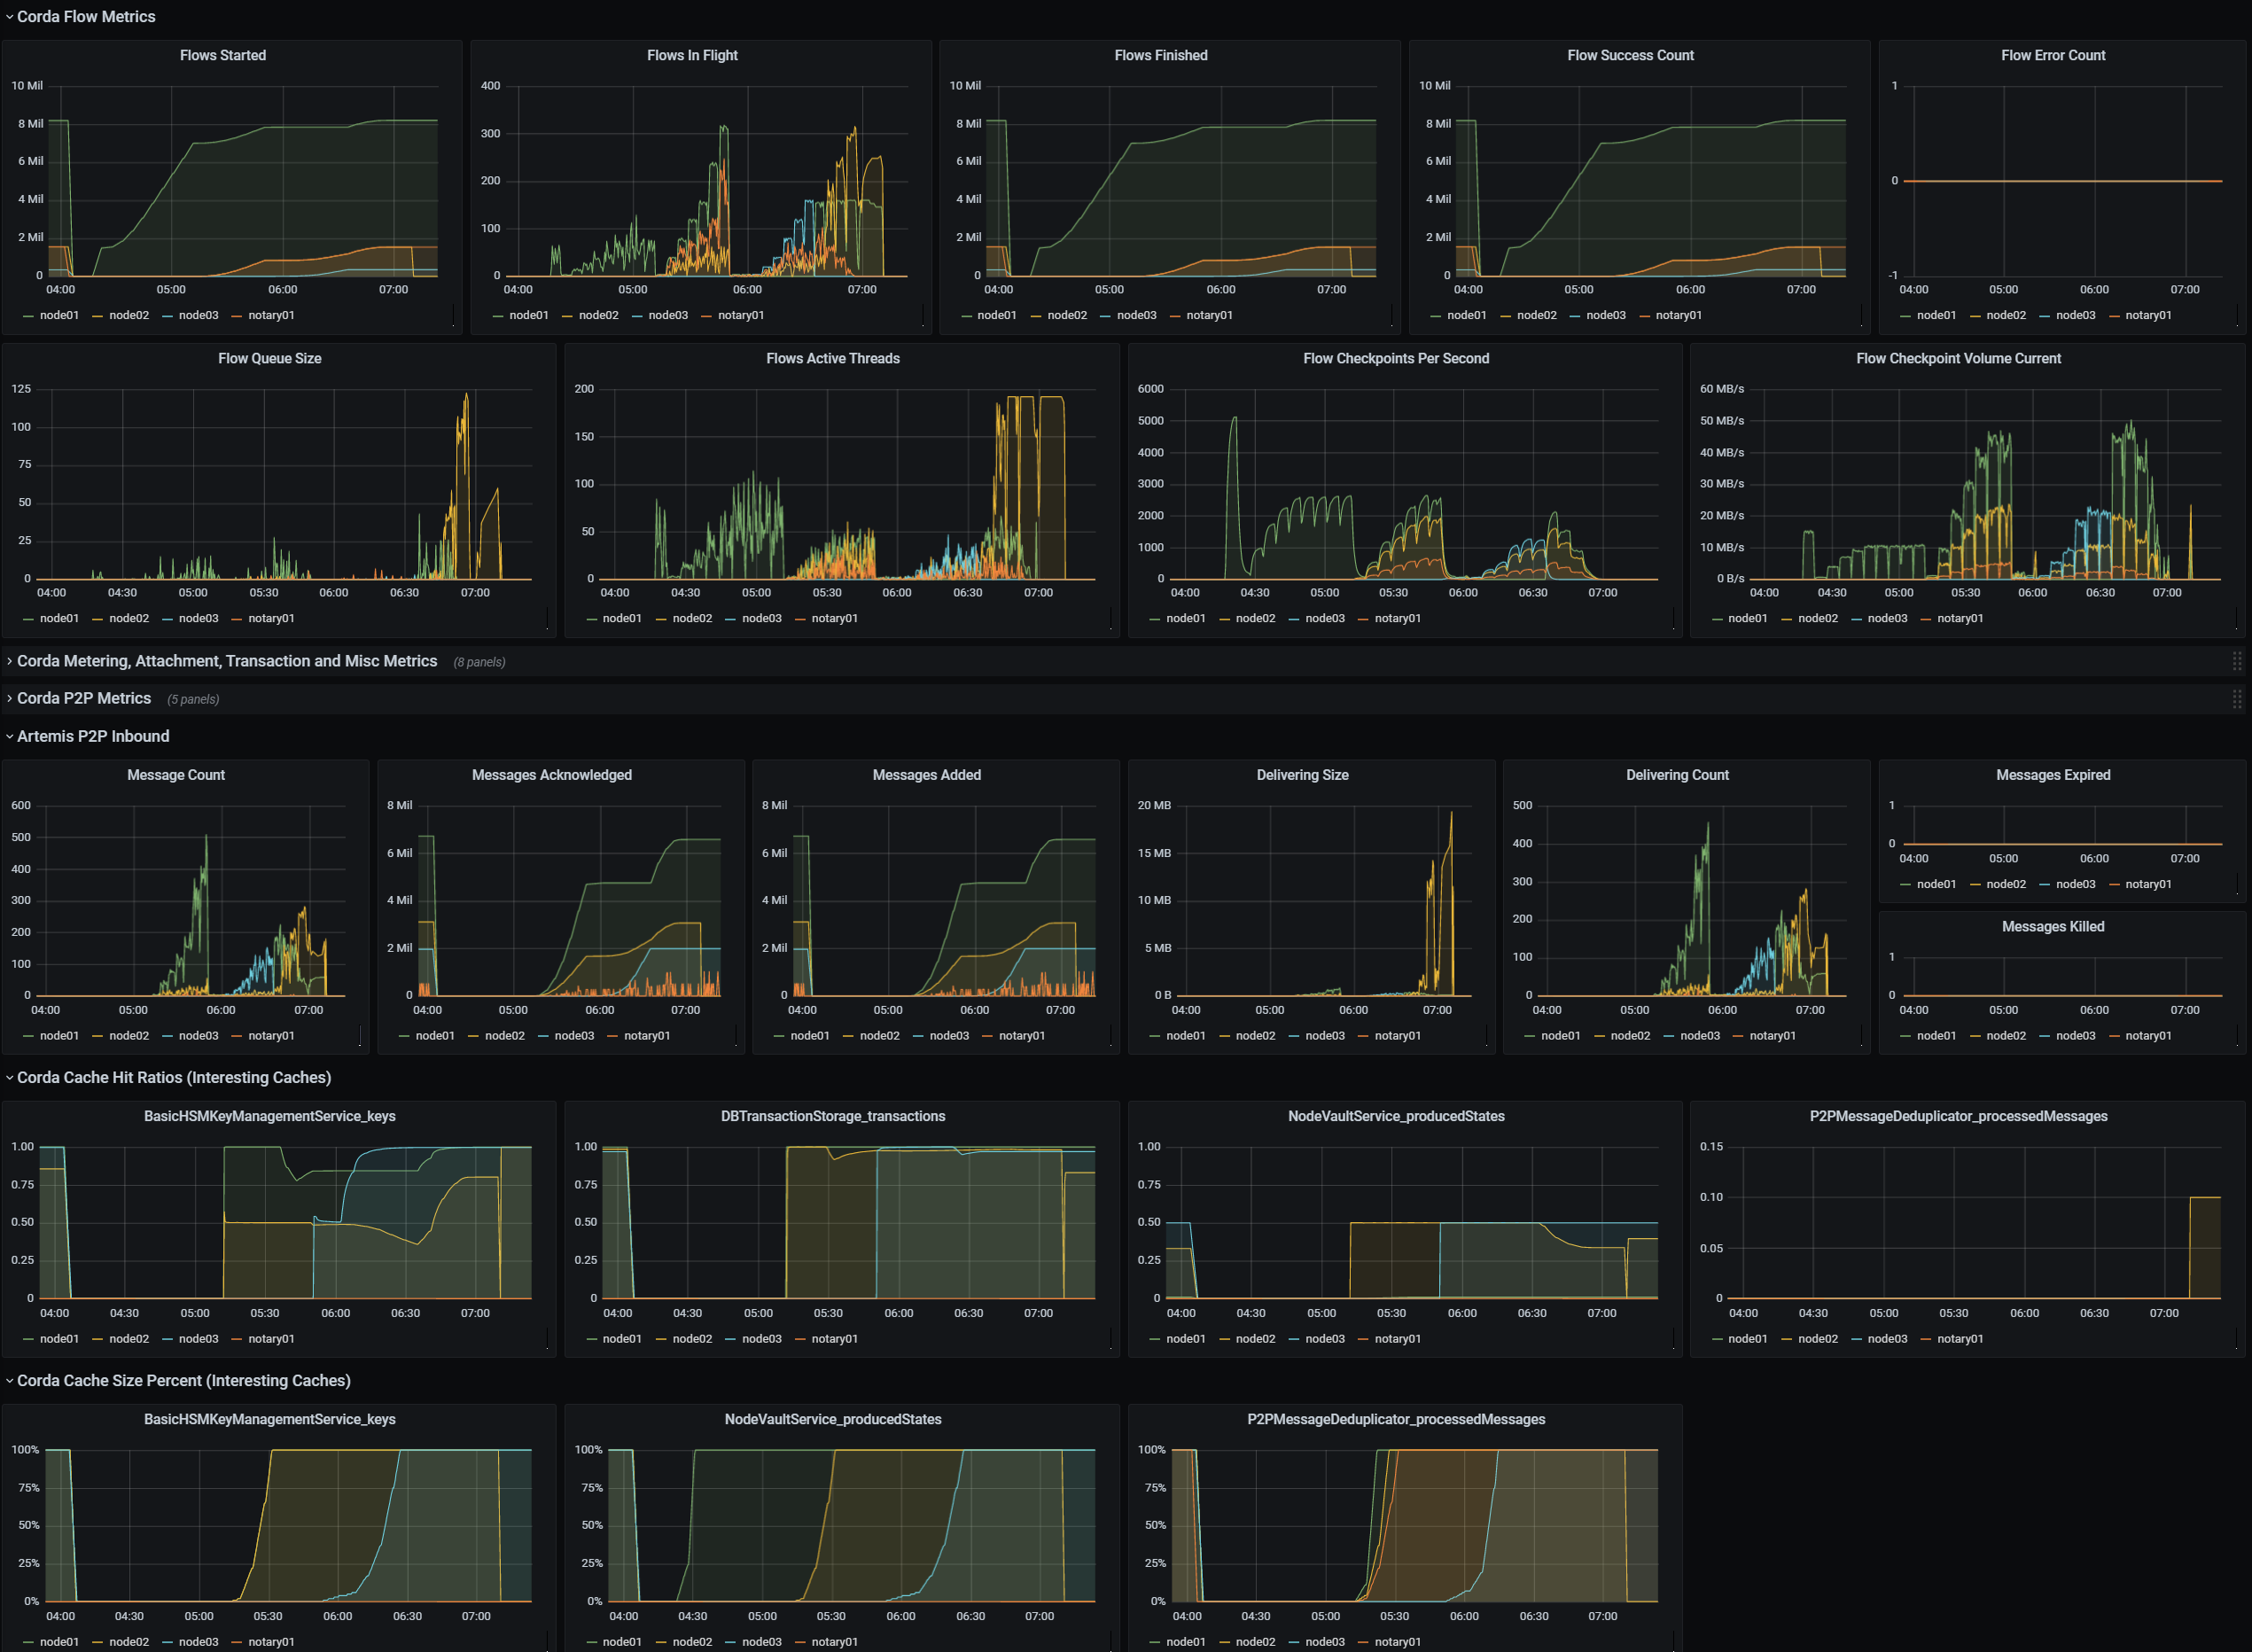 Corda Flow Metrics
Flows Started
10 Mil
8 Mil
6 Mil
4 Mil
2 Mil
0
04:00 05:00 06:00 07:00
node01 node02 node03 notary01
Flows In Flight
400
300
200
100
0
04:00 05:00 06:00 07:00
node01 node02 node03 notary01
Flows Finished
10 Mil
8 Mil
6 Mil
4 Mil
2 Mil
0
04:00 05:00 06:00 07:00
node01 node02 node03 notary01
Flow Success Count
10 Mil
8 Mil
6 Mil
4 Mil
2 Mil
0
04:00 05:00 06:00 07:00
node01 node02 node03 notary01
Flow Error Count
1
0
-1
04:00 05:00 06:00 07:00
node01 node02 node03 notary01
Flow Queue Size
125
100
75
50
25
0
04:00 04:30 05:00 05:30 06:00 06:30 07:00
node01 node02 node03 notary01
Flows Active Threads
200
150
100
50
0
04:00 04:30 05:00 05:30 06:00 06:30 07:00
node01 node02 node03 notary01
Flow Checkpoints Per Second
6000
5000
4000
3000
2000
1000
0
04:00 04:30 05:00 05:30 06:00 06:30 07:00
node01 node02 node03 notary01
Flow Checkpoint Volume Current
60 MB/s
50 MB/s
40 MB/s
30 MB/s
20 MB/s
10 MB/s
0 B/s
04:00 04:30 05:00 05:30 06:00 06:30 07:00
node01 node02 node03 notary01
Corda Metering, Attachment, Transaction and Misc Metrics (8 panels)
Corda P2P Metrics (5 panels)
Artemis P2P Inbound
Message Count
600
500
400
300
200
100
0
04:00 05:00 06:00 07:00
node01 node02 node03 notary01
Messages Acknowledged
8 Mil
6 Mil
4 Mil
2 Mil
0
04:00 05:00 06:00 07:00
node01 node02 node03 notary01
Messages Added
8 Mil
6 Mil
4 Mil
2 Mil
0
04:00 05:00 06:00 07:00
node01 node02 node03 notary01
Delivering Size
20 MB
15 MB
10 MB
5 MB
0 B
04:00 05:00 06:00 07:00
node01 node02 node03 notary01
Delivering Count
500
400
300
200
100
0
04:00 05:00 06:00 07:00
node01 node02 node03 notary01
Messages Expired
1
0
04:00 05:00 06:00 07:00
node01 node02 node03 notary01
Messages Killed
1
0
04:00 05:00 06:00 07:00
node01 node02 node03 notary01
Corda Cache Hit Ratios (Interesting Caches)
BasicHSMKeyManagementService_keys
1.00
0.75
0.50
0.25
0
04:00 04:30 05:00 05:30 06:00 06:30 07:00
node01 node02 node03 notary01
DBTransactionStorage_transactions
1.00
0.75
0.50
0.25
0
04:00 04:30 05:00 05:30 06:00 06:30 07:00
node01 node02 node03 notary01
NodeVaultService_producedStates
1.00
0.75
0.50
0.25
0
04:00 04:30 05:00 05:30 06:00 06:30 07:00
node01 node02 node03 notary01
P2PMessageDeduplicator_processedMessages
0.15
0.10
0.05
0
04:00 04:30 05:00 05:30 06:00 06:30 07:00
node01 node02 node03 notary01
Corda Cache Size Percent (Interesting Caches)
BasicHSMKeyManagementService_keys
100%
75%
50%
25%
0%
04:00 04:30 05:00 05:30 06:00 06:30 07:00
node01 node02 node03 notary01
NodeVaultService_producedStates
100%
75%
50%
25%
0%
04:00 04:30 05:00 05:30 06:00 06:30 07:00
node01 node02 node03 notary01
P2PMessageDeduplicator_processedMessages
100%
75%
50%
25%
0%
04:00 04:30 05:00 05:30 06:00 06:30 07:00
node01 node02 node03 notary01